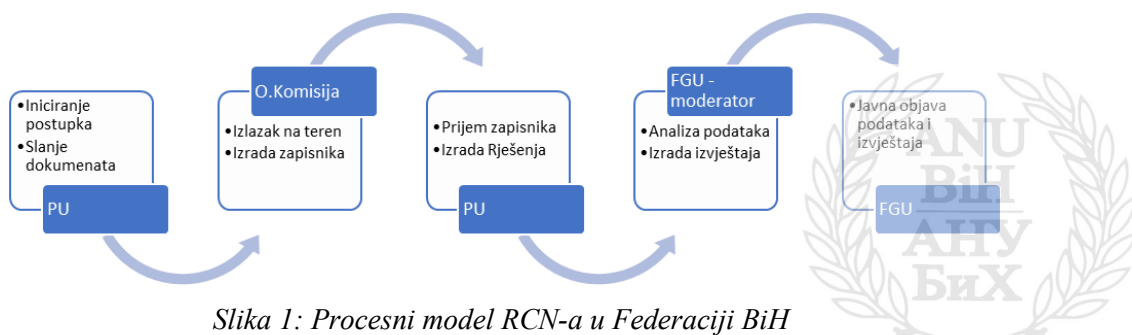 •Iniciranje
postupka
•Slanje
dokumenata
PU
O.Komisija
•Izlazak na teren
•Izrada zapisnika
•Prijem zapisnika
•Izrada Rješenja
PU
FGU -
moderator
•Analiza podataka
•Izrada izvještaja
•Javna objava
podataka i
izvještaja
FGU
ANU
BiH
АНУ
БиХ
Slika 1: Procesni model RCN-a u Federaciji BiH